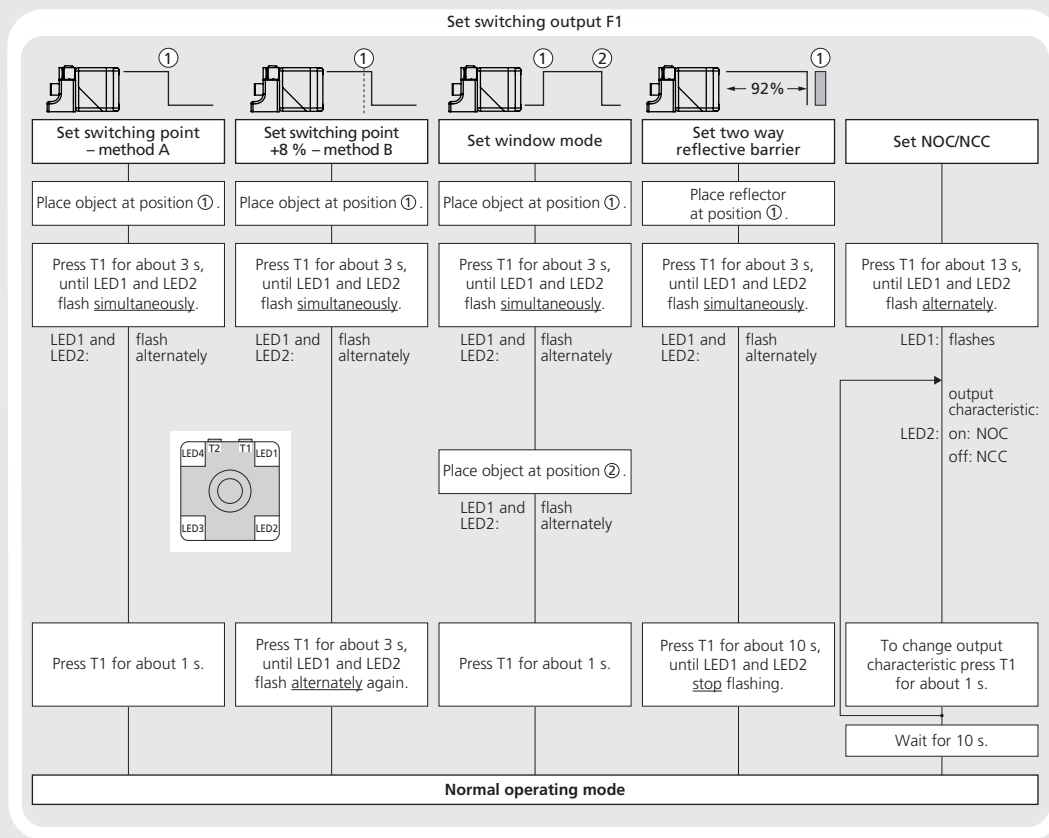 Set switching output F1
①
①
①
②
①
92%
Set switching point
– method A
Set switching point
+8 % – method B
Set window mode
Set two way
reflective barrier
Set NOC/NCC
Place object at position ①.
Place object at position ①.
Place object at position ①.
Place reflector
at position ①.
Press T1 for about 3 s,
until LED1 and LED2
flash simultaneously.
Press T1 for about 3 s,
until LED1 and LED2
flash simultaneously.
Press T1 for about 3 s,
until LED1 and LED2
flash simultaneously.
Press T1 for about 3 s,
until LED1 and LED2
flash simultaneously.
Press T1 for about 13 s,
until LED1 and LED2
flash alternately.
LED1 and flash
LED2: alternately
LED1 and flash
LED2: alternately
LED1 and flash
LED2: alternately
LED1 and flash
LED2: alternately
LED1: flashes
output
characteristic:
LED2: on: NOC
off: NCC
LED4 T2 T1 LED1
LED3 LED2
Place object at position ②.
LED1 and flash
LED2: alternately
Press T1 for about 1 s.
Press T1 for about 3 s,
until LED1 and LED2
flash alternately again.
Press T1 for about 1 s.
Press T1 for about 10 s,
until LED1 and LED2
stop flashing.
To change output
characteristic press T1
for about 1 s.
Wait for 10 s.
Normal operating mode